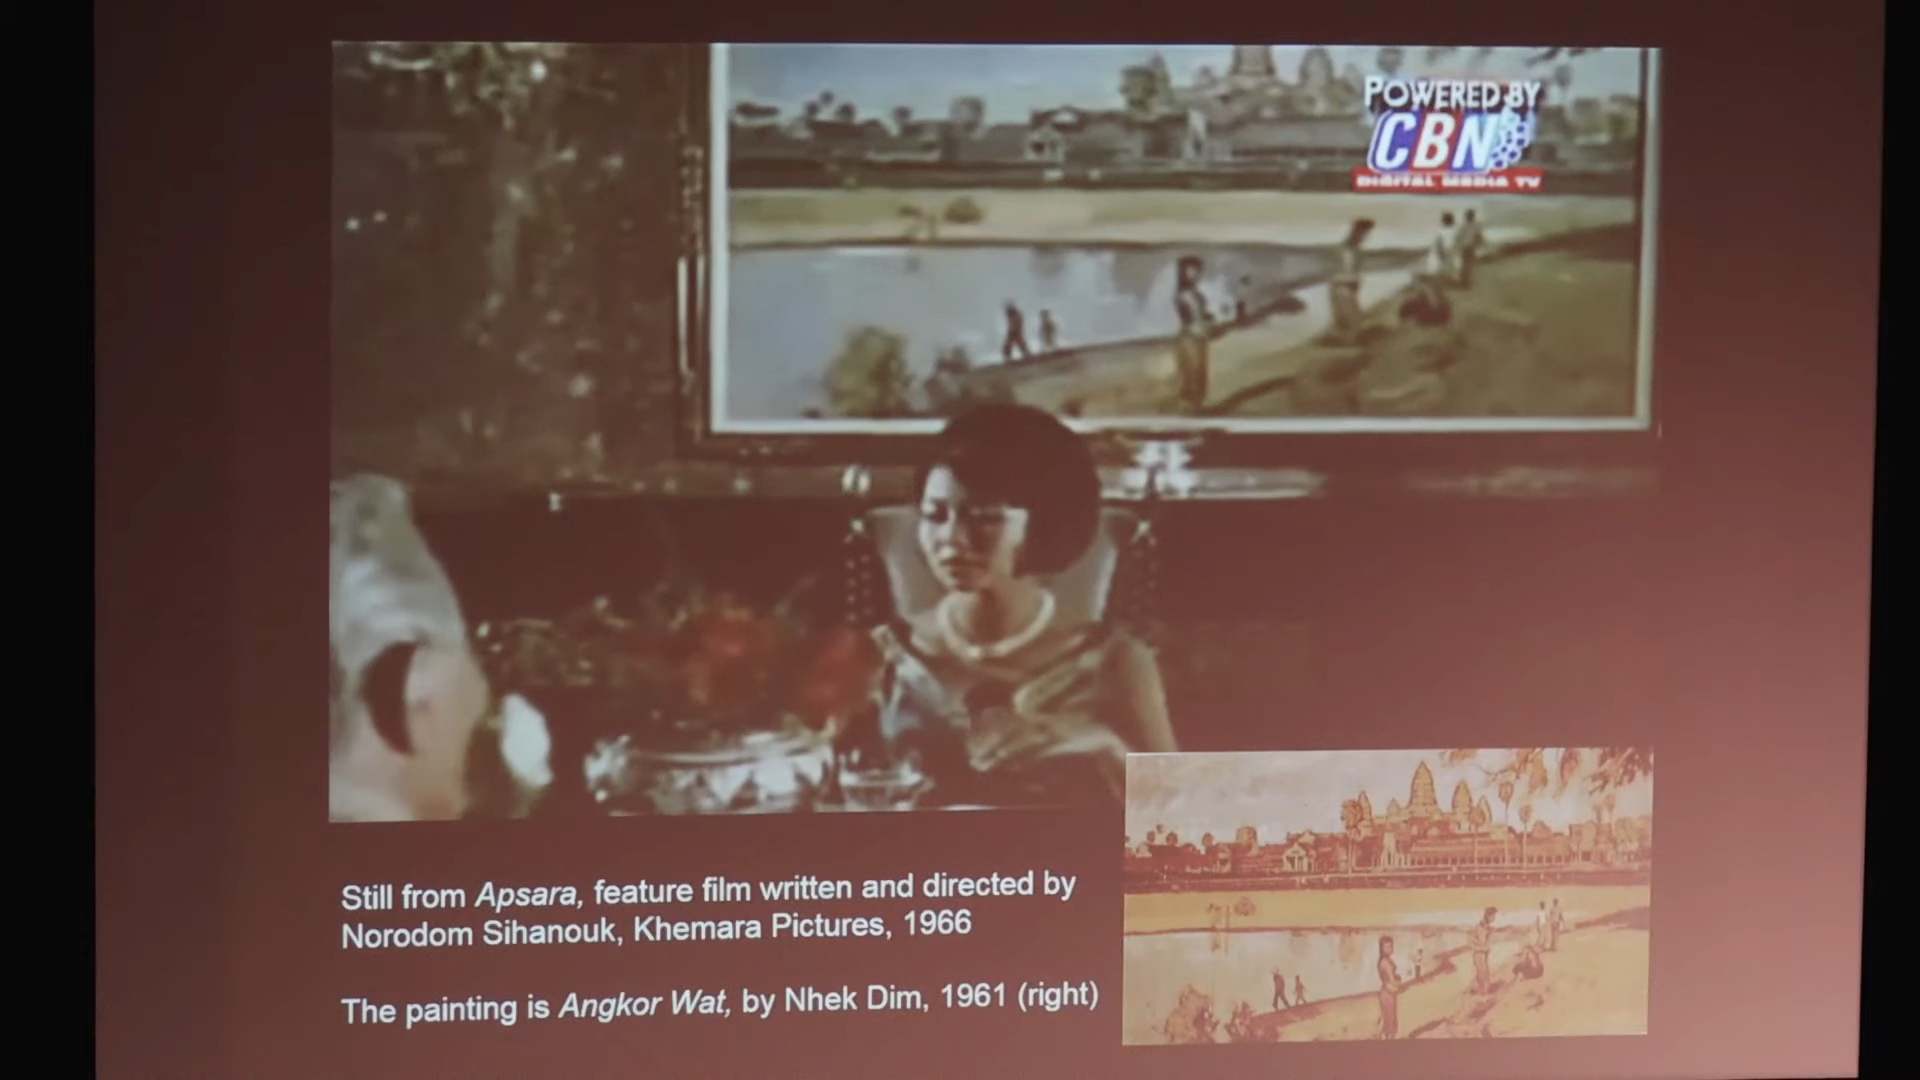 POWERED BY
CBN
DIGITAL MEDIA TV
Still from Apsara, feature film written and directed by
Norodom Sihanouk, Khemara Pictures, 1966
The painting is Angkor Wat, by Nhek Dim, 1961 (right)